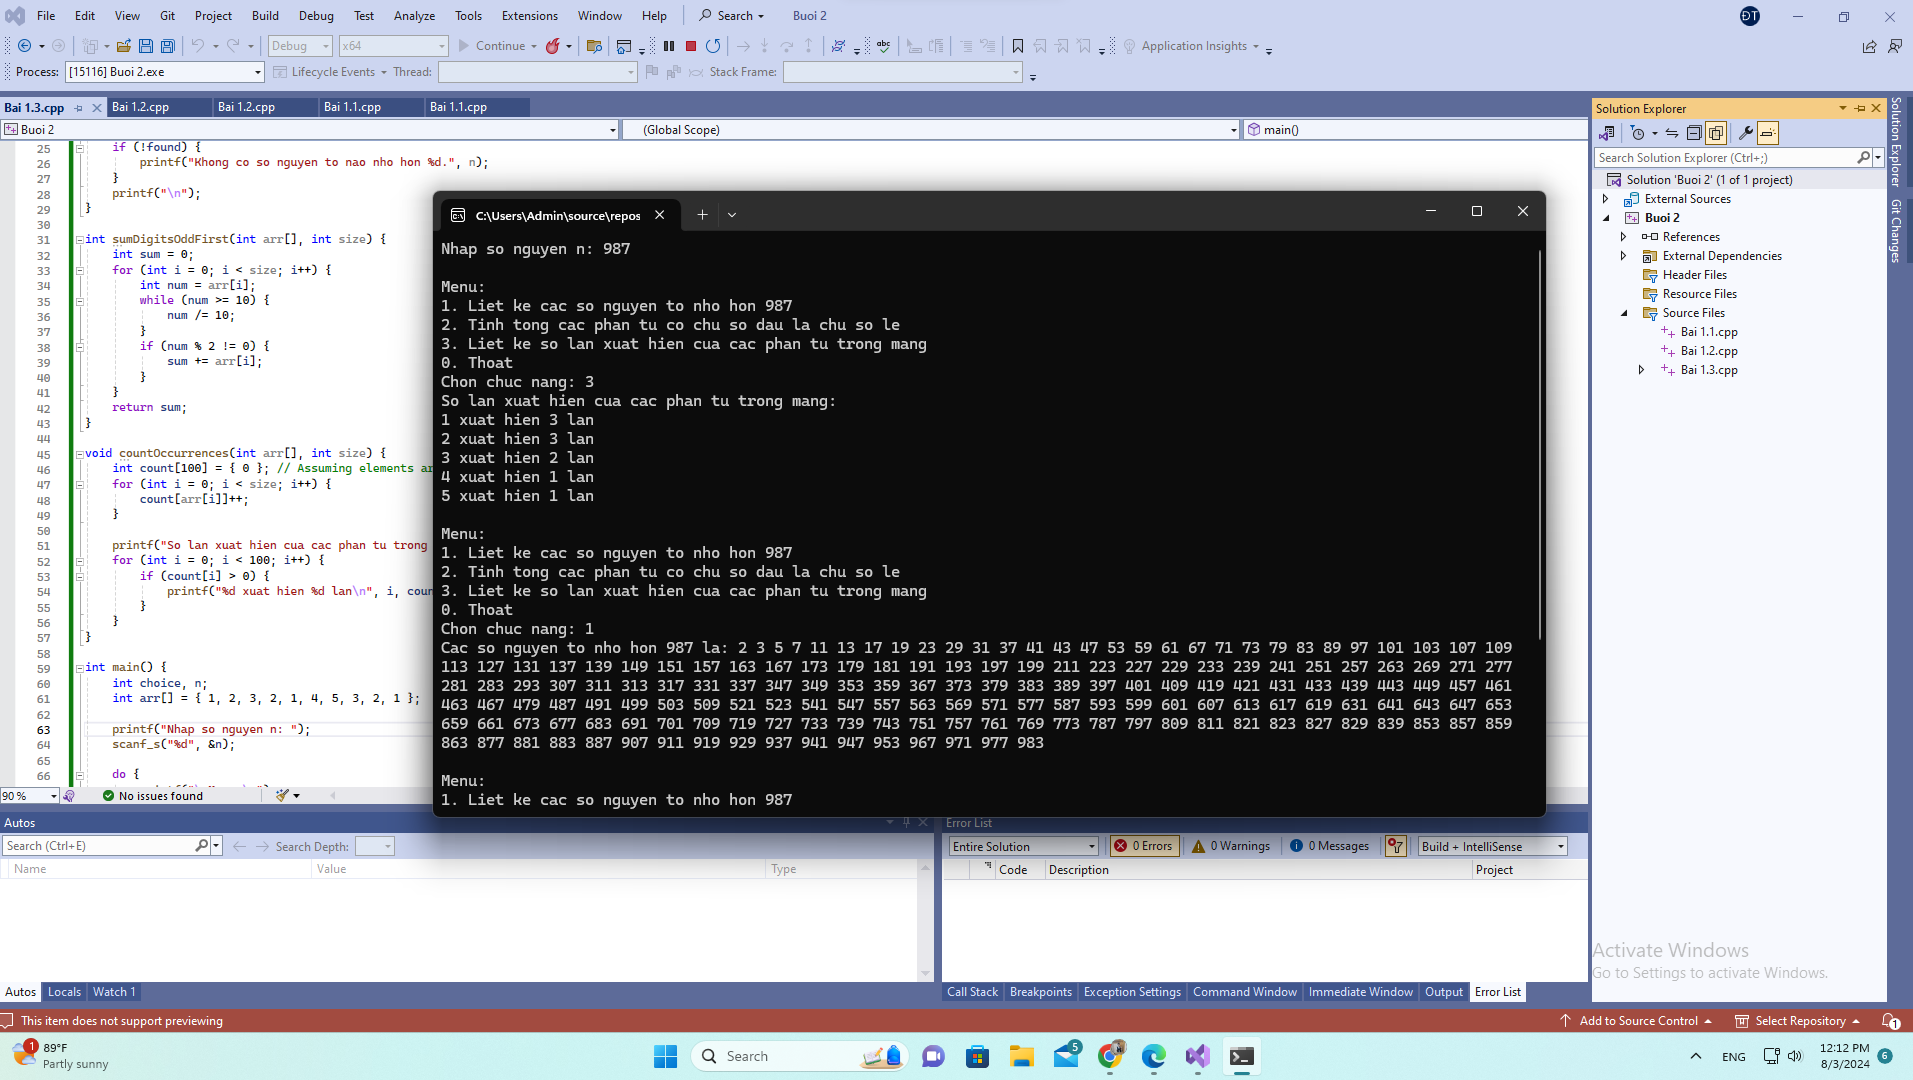 File Edit View Git Project Build Debug Test Analyze Tools Extensions Window Help Search Buoi 2 ĐT
Debug x64 Continue Application Insights
Process: [15116] Buoi 2.exe Lifecycle Events Thread: Stack Frame:
Bai 1.3.cpp Bai 1.2.cpp Bai 1.2.cpp Bai 1.1.cpp Bai 1.1.cpp
Buoi 2 (Global Scope) main()
25 if (!found) {
26 printf("Khong co so nguyen to nao nho hon %d.", n);
27 }
28 printf("\n");
29 }
30
31 int sumDigitsOddFirst(int arr[], int size) {
32 int sum = 0;
33 for (int i = 0; i < size; i++) {
34 int num = arr[i];
35 while (num >= 10) {
36 num /= 10;
37 }
38 if (num % 2 != 0) {
39 sum += arr[i];
40 }
41 }
42 return sum;
43 }
44
45 void countOccurrences(int arr[], int size) {
46 int count[100] = { 0 }; // Assuming elements ar
47 for (int i = 0; i < size; i++) {
48 count[arr[i]]++;
49 }
50
51 printf("So lan xuat hien cua cac phan tu trong
52 for (int i = 0; i < 100; i++) {
53 if (count[i] > 0) {
54 printf("%d xuat hien %d lan\n", i, coun
55 }
56 }
57 }
58
59 int main() {
60 int choice, n;
61 int arr[] = { 1, 2, 3, 2, 1, 4, 5, 3, 2, 1 };
62
63 printf("Nhap so nguyen n: ");
64 scanf_s("%d", &n);
65
66 do {
90 % No issues found
C:\Users\Admin\source\repos
Nhap so nguyen n: 987
Menu:
1. Liet ke cac so nguyen to nho hon 987
2. Tinh tong cac phan tu co chu so dau la chu so le
3. Liet ke so lan xuat hien cua cac phan tu trong mang
0. Thoat
Chon chuc nang: 3
So lan xuat hien cua cac phan tu trong mang:
1 xuat hien 3 lan
2 xuat hien 3 lan
3 xuat hien 2 lan
4 xuat hien 1 lan
5 xuat hien 1 lan
Menu:
1. Liet ke cac so nguyen to nho hon 987
2. Tinh tong cac phan tu co chu so dau la chu so le
3. Liet ke so lan xuat hien cua cac phan tu trong mang
0. Thoat
Chon chuc nang: 1
Cac so nguyen to nho hon 987 la: 2 3 5 7 11 13 17 19 23 29 31 37 41 43 47 53 59 61 67 71 73 79 83 89 97 101 103 107 109
113 127 131 137 139 149 151 157 163 167 173 179 181 191 193 197 199 211 223 227 229 233 239 241 251 257 263 269 271 277
281 283 293 307 311 313 317 331 337 347 349 353 359 367 373 379 383 389 397 401 409 419 421 431 433 439 443 449 457 461
463 467 479 487 491 499 503 509 521 523 541 547 557 563 569 571 577 587 593 599 601 607 613 617 619 631 641 643 647 653
659 661 673 677 683 691 701 709 719 727 733 739 743 751 757 761 769 773 787 797 809 811 821 823 827 829 839 853 857 859
863 877 881 883 887 907 911 919 929 937 941 947 953 967 971 977 983
Menu:
1. Liet ke cac so nguyen to nho hon 987
Solution Explorer
Search Solution Explorer (Ctrl+;)
Solution 'Buoi 2' (1 of 1 project)
External Sources
Buoi 2
References
External Dependencies
Header Files
Resource Files
Source Files
Bai 1.1.cpp
Bai 1.2.cpp
Bai 1.3.cpp
Solution Explorer
Git Changes
Autos
Search (Ctrl+E) Search Depth:
Name Value Type
Autos Locals Watch 1
Error List
Entire Solution 0 Errors 0 Warnings 0 Messages Build + IntelliSense
Code Description Project
Call Stack Breakpoints Exception Settings Command Window Immediate Window Output Error List
Activate Windows
Go to Settings to activate Windows.
This item does not support previewing Add to Source Control Select Repository 1
1 89°F
Partly sunny
Search
5
ENG
12:12 PM
8/3/2024
6